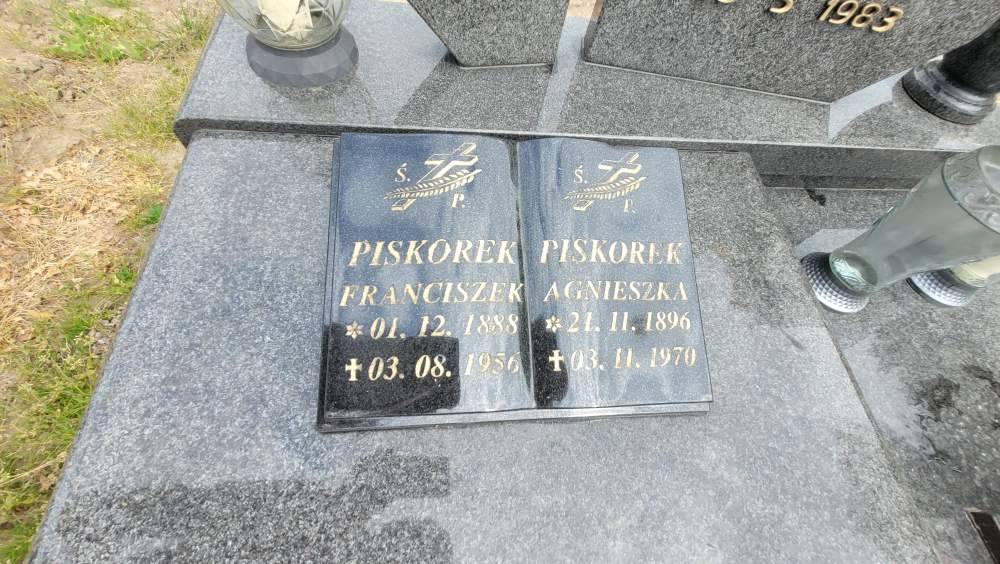 1983
Ś. P.
PISKOREK
FRANCISZEK
* 01. 12. 1888
✝ 03. 08. 1956
Ś. P.
PISKOREK
AGNIESZKA
* 21. 11. 1896
✝ 03. 11. 1970